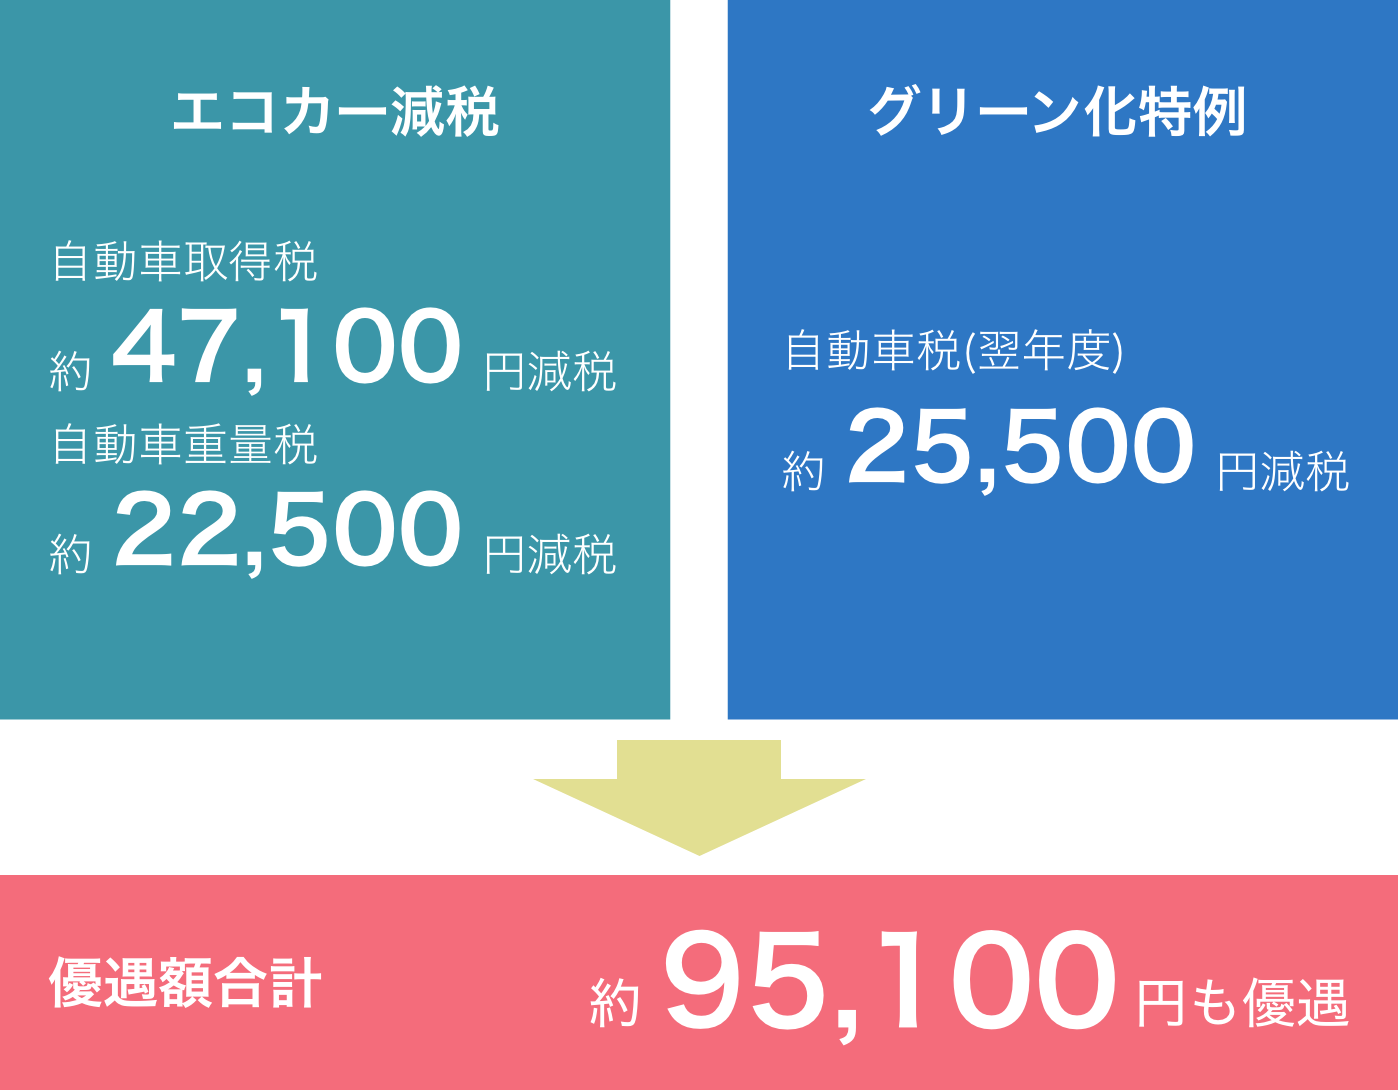 エコカー減税
自動車取得税
約 47,100 円減税
自動車重量税
約 22,500 円減税
グリーン化特例
自動車税(翌年度)
約 25,500 円減税
優遇額合計
約 95,100 円も優遇